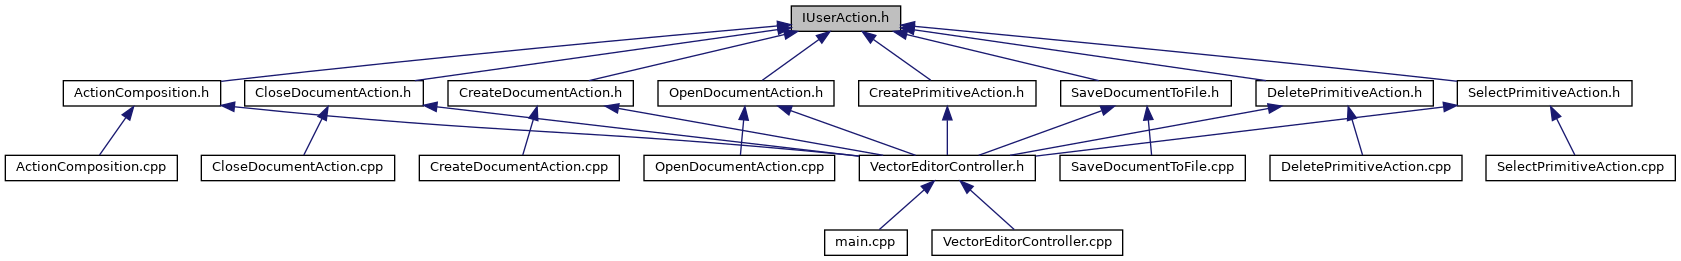 IUserAction.h
ActionComposition.h
CloseDocumentAction.h
CreateDocumentAction.h
OpenDocumentAction.h
CreatePrimitiveAction.h
SaveDocumentToFile.h
DeletePrimitiveAction.h
SelectPrimitiveAction.h
ActionComposition.cpp
CloseDocumentAction.cpp
CreateDocumentAction.cpp
OpenDocumentAction.cpp
VectorEditorController.h
SaveDocumentToFile.cpp
DeletePrimitiveAction.cpp
SelectPrimitiveAction.cpp
main.cpp
VectorEditorController.cpp